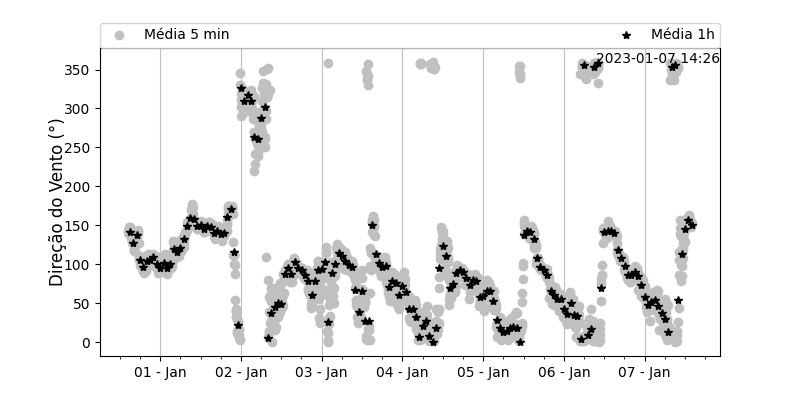 Média 5 min
Média 1h
2023-01-07 14:26
Direção do Vento (°)
350
300
250
200
150
100
50
0
01 - Jan
02 - Jan
03 - Jan
04 - Jan
05 - Jan
06 - Jan
07 - Jan